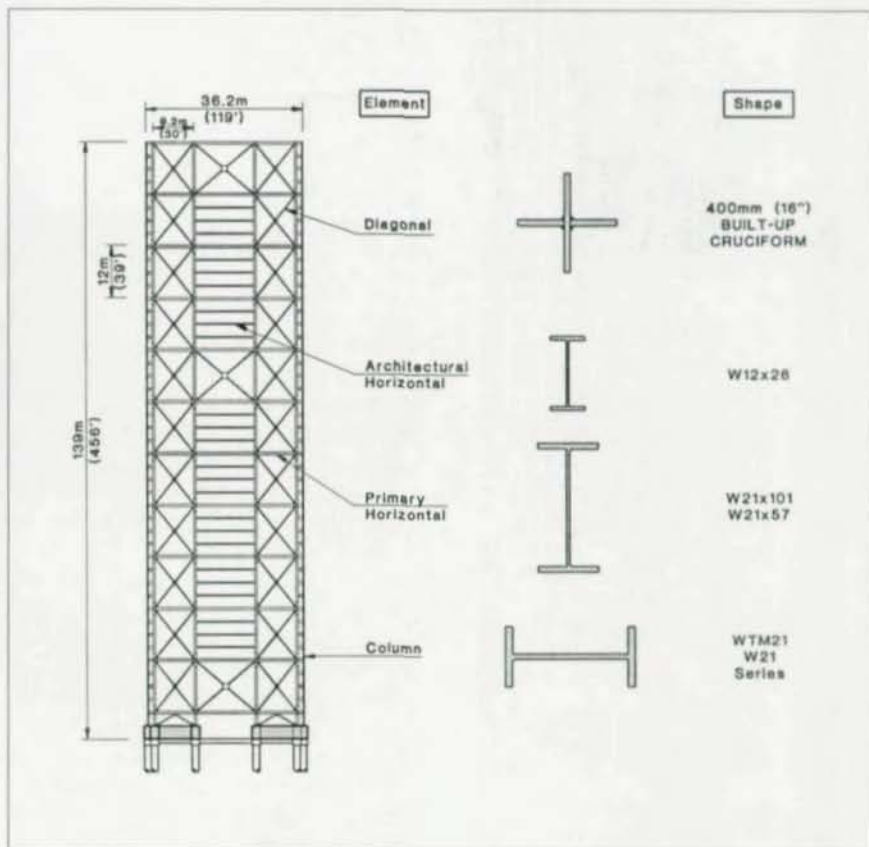 36.2m
(119')
9.2m
(30')
Element
Shape
Diagonal
400mm (16")
BUILT-UP
CRUCIFORM
12m
(39')
Architectural
Horizontal
W12x26
139m
(456')
Primary
Horizontal
W21x101
W21x57
Column
WTM21
W21
Series